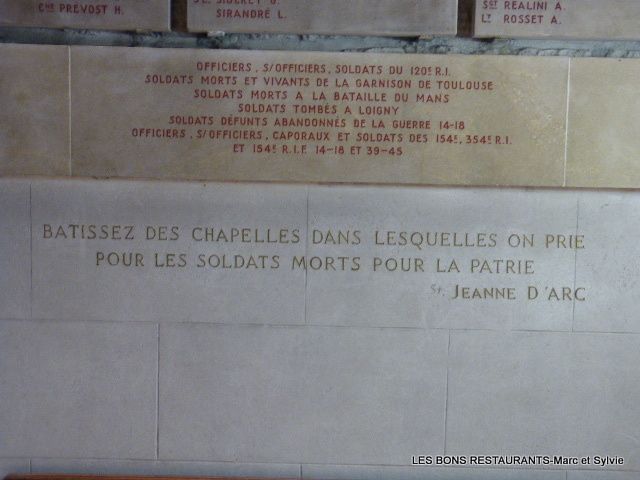 Cne PRÉVOST H.
SIRANDRÉ L.
Sgt REALINI A.
Lt ROSSET A.
OFFICIERS, S/OFFICIERS, SOLDATS DU 120e R.I.
SOLDATS MORTS ET VIVANTS DE LA GARNISON DE TOULOUSE
SOLDATS MORTS A LA BATAILLE DU MANS
SOLDATS TOMBÉS A LOIGNY
SOLDATS DÉFUNTS ABANDONNÉS DE LA GUERRE 14-18
OFFICIERS, S/OFFICIERS, CAPORAUX ET SOLDATS DES 154e, 354e R.I.
ET 154e R.I.F. 14-18 ET 39-45
BATISSEZ DES CHAPELLES DANS LESQUELLES ON PRIE
POUR LES SOLDATS MORTS POUR LA PATRIE
Ste JEANNE D'ARC
LES BONS RESTAURANTS-Marc et Sylvie